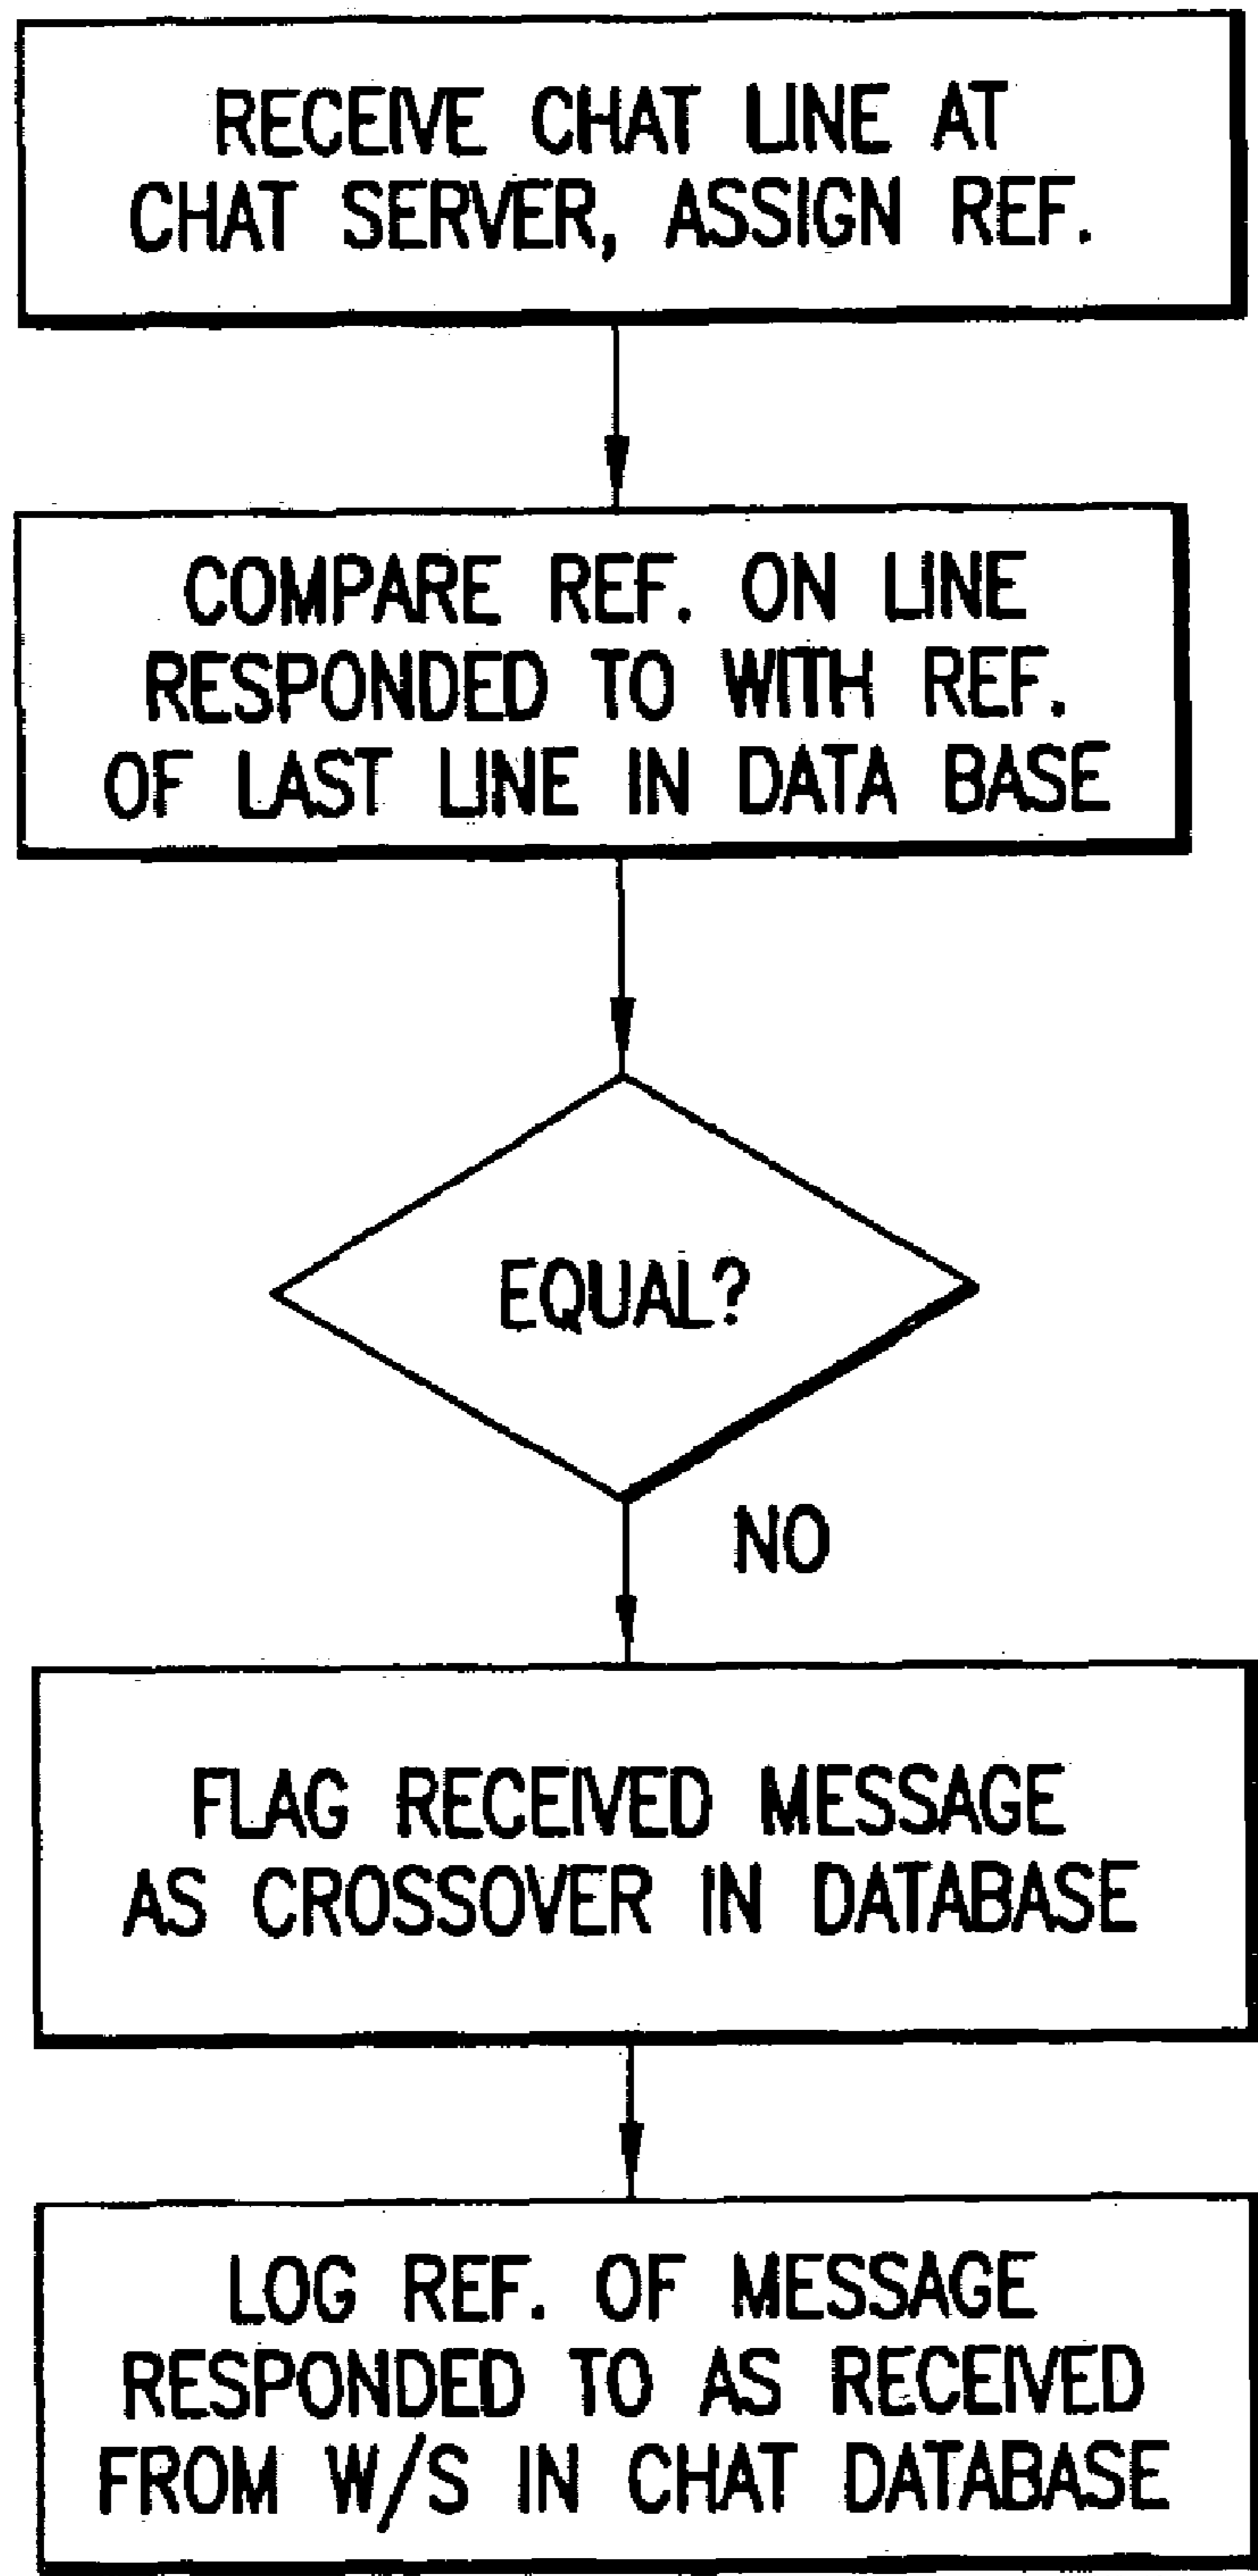 RECEIVE CHAT LINE AT
CHAT SERVER, ASSIGN REF.
COMPARE REF. ON LINE
RESPONDED TO WITH REF.
OF LAST LINE IN DATA BASE
EQUAL?
NO
FLAG RECEIVED MESSAGE
AS CROSSOVER IN DATABASE
LOG REF. OF MESSAGE
RESPONDED TO AS RECEIVED
FROM W/S IN CHAT DATABASE